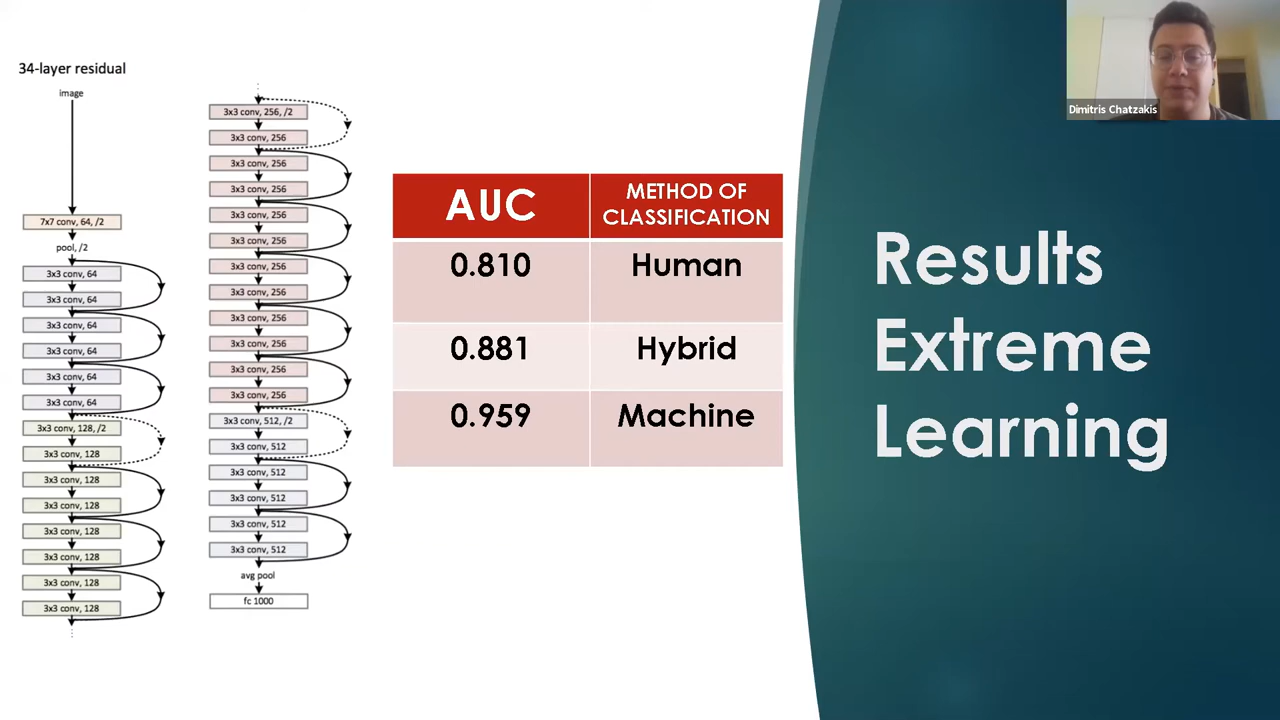 34-layer residual
image
7x7 conv, 64, /2
pool, /2
3x3 conv, 64
3x3 conv, 64
3x3 conv, 64
3x3 conv, 64
3x3 conv, 64
3x3 conv, 64
3x3 conv, 128, /2
3x3 conv, 128
3x3 conv, 128
3x3 conv, 128
3x3 conv, 128
3x3 conv, 128
3x3 conv, 128
3x3 conv, 128
3x3 conv, 256, /2
3x3 conv, 256
3x3 conv, 256
3x3 conv, 256
3x3 conv, 256
3x3 conv, 256
3x3 conv, 256
3x3 conv, 256
3x3 conv, 256
3x3 conv, 256
3x3 conv, 256
3x3 conv, 256
3x3 conv, 512, /2
3x3 conv, 512
3x3 conv, 512
3x3 conv, 512
3x3 conv, 512
3x3 conv, 512
avg pool
fc 1000
AUC
METHOD OF
CLASSIFICATION
0.810 Human
0.881 Hybrid
0.959 Machine
Results
Extreme
Learning
Dimitris Chatzakis